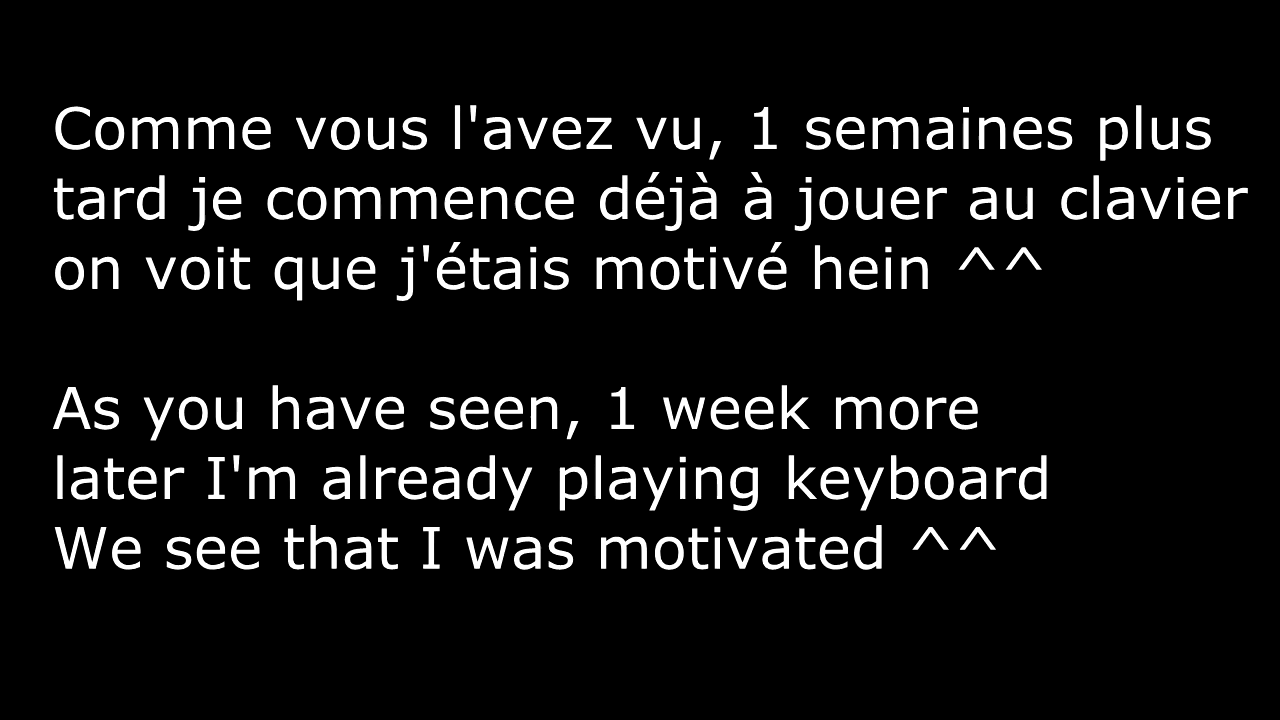 Comme vous l'avez vu, 1 semaines plus
tard je commence déjà à jouer au clavier
on voit que j'étais motivé hein ^^
As you have seen, 1 week more
later I'm already playing keyboard
We see that I was motivated ^^